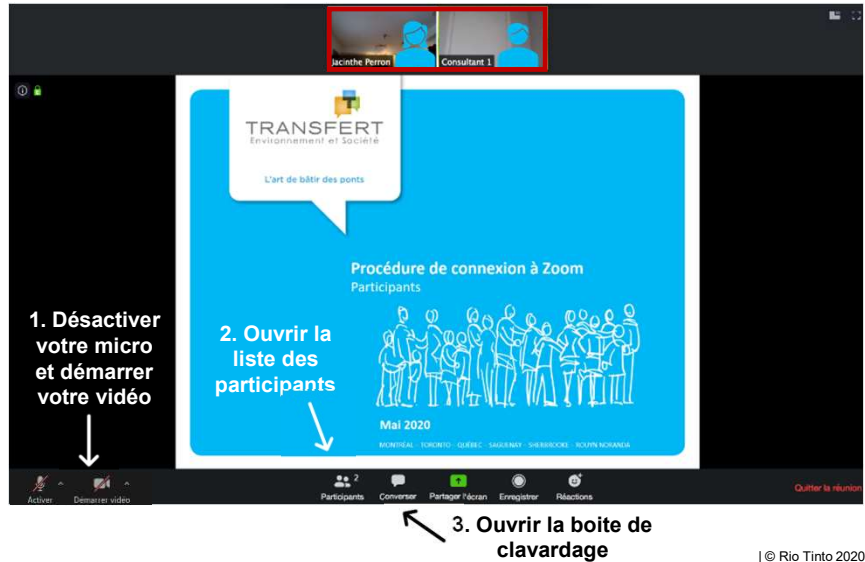 Jacinthe Perron
Consultant 1
TRANSFERT
Environnement et Société
L'art de bâtir des ponts
Procédure de connexion à Zoom
Participants
1. Désactiver
votre micro
et démarrer
votre vidéo
2. Ouvrir la
liste des
participants
Mai 2020
MONTRÉAL - TORONTO - QUÉBEC - SAGUENAY - SHERBROOKE - ROUYN NORANDA
2
Activer
Démarrer vidéo
Participants
Converser
Partager l'écran
Enregistrer
Réactions
Quitter la réunion
3. Ouvrir la boite de
clavardage
| © Rio Tinto 2020